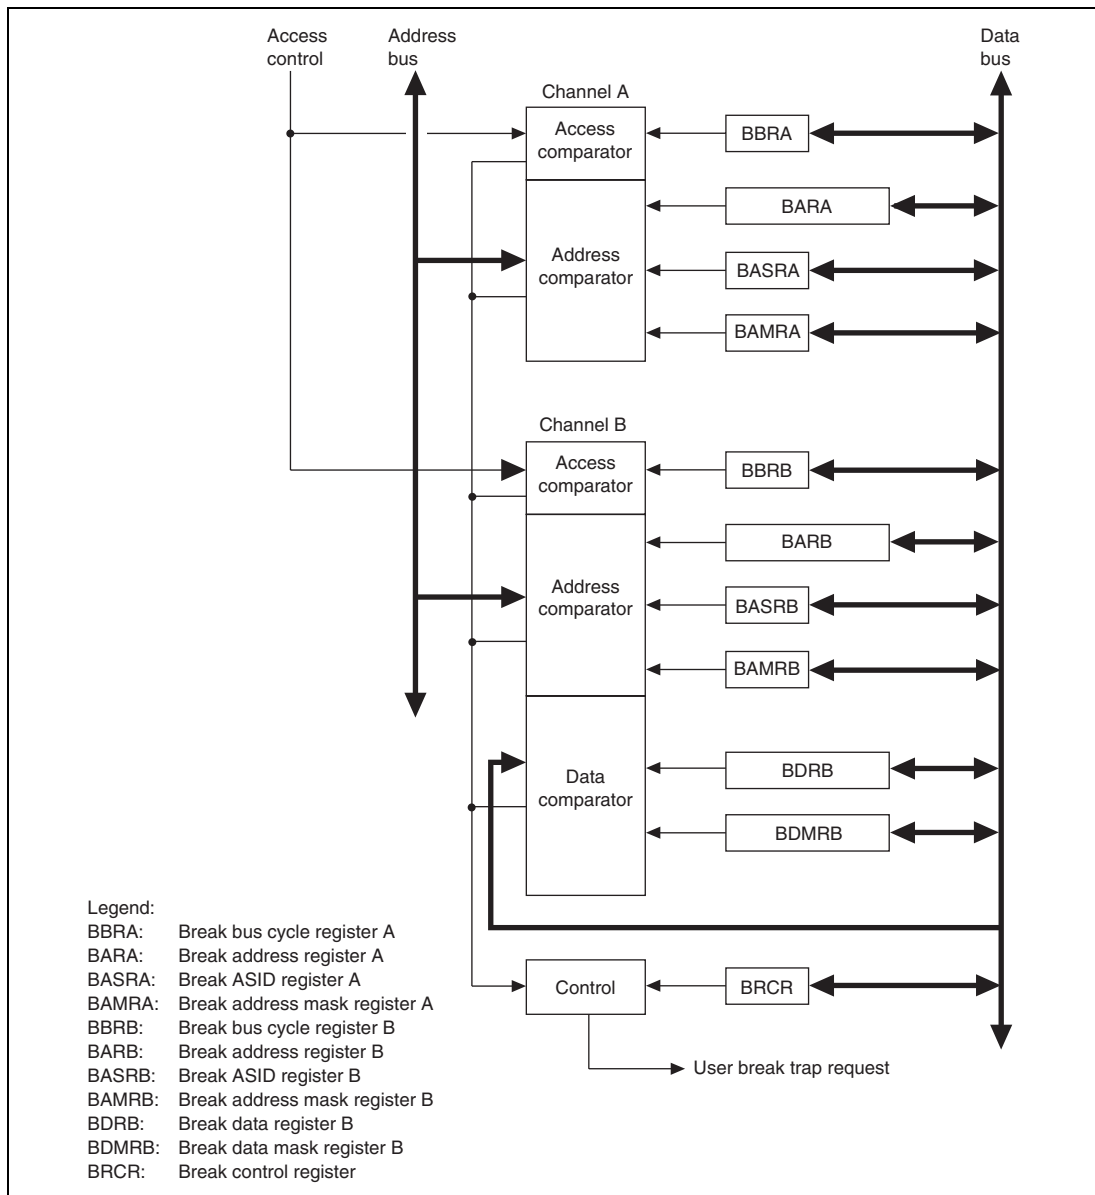 Access
control
Address
bus
Data
bus
Channel A
Access
comparator
BBRA
BARA
Address
comparator
BASRA
BAMRA
Channel B
Access
comparator
BBRB
BARB
Address
comparator
BASRB
BAMRB
Data
comparator
BDRB
BDMRB
Control
BRCR
User break trap request
Legend:
BBRA: Break bus cycle register A
BARA: Break address register A
BASRA: Break ASID register A
BAMRA: Break address mask register A
BBRB: Break bus cycle register B
BARB: Break address register B
BASRB: Break ASID register B
BAMRB: Break address mask register B
BDRB: Break data register B
BDMRB: Break data mask register B
BRCR: Break control register